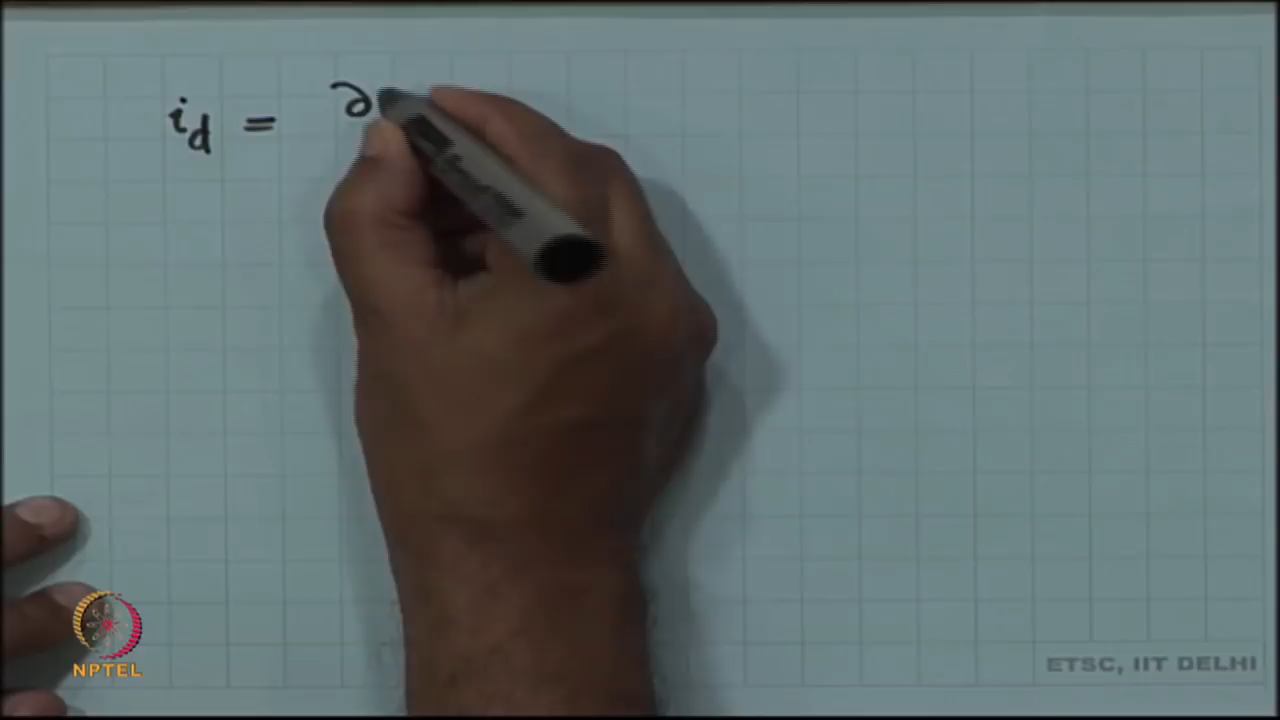 i_d = ∂
NPTEL
ETSC, IIT DELHI